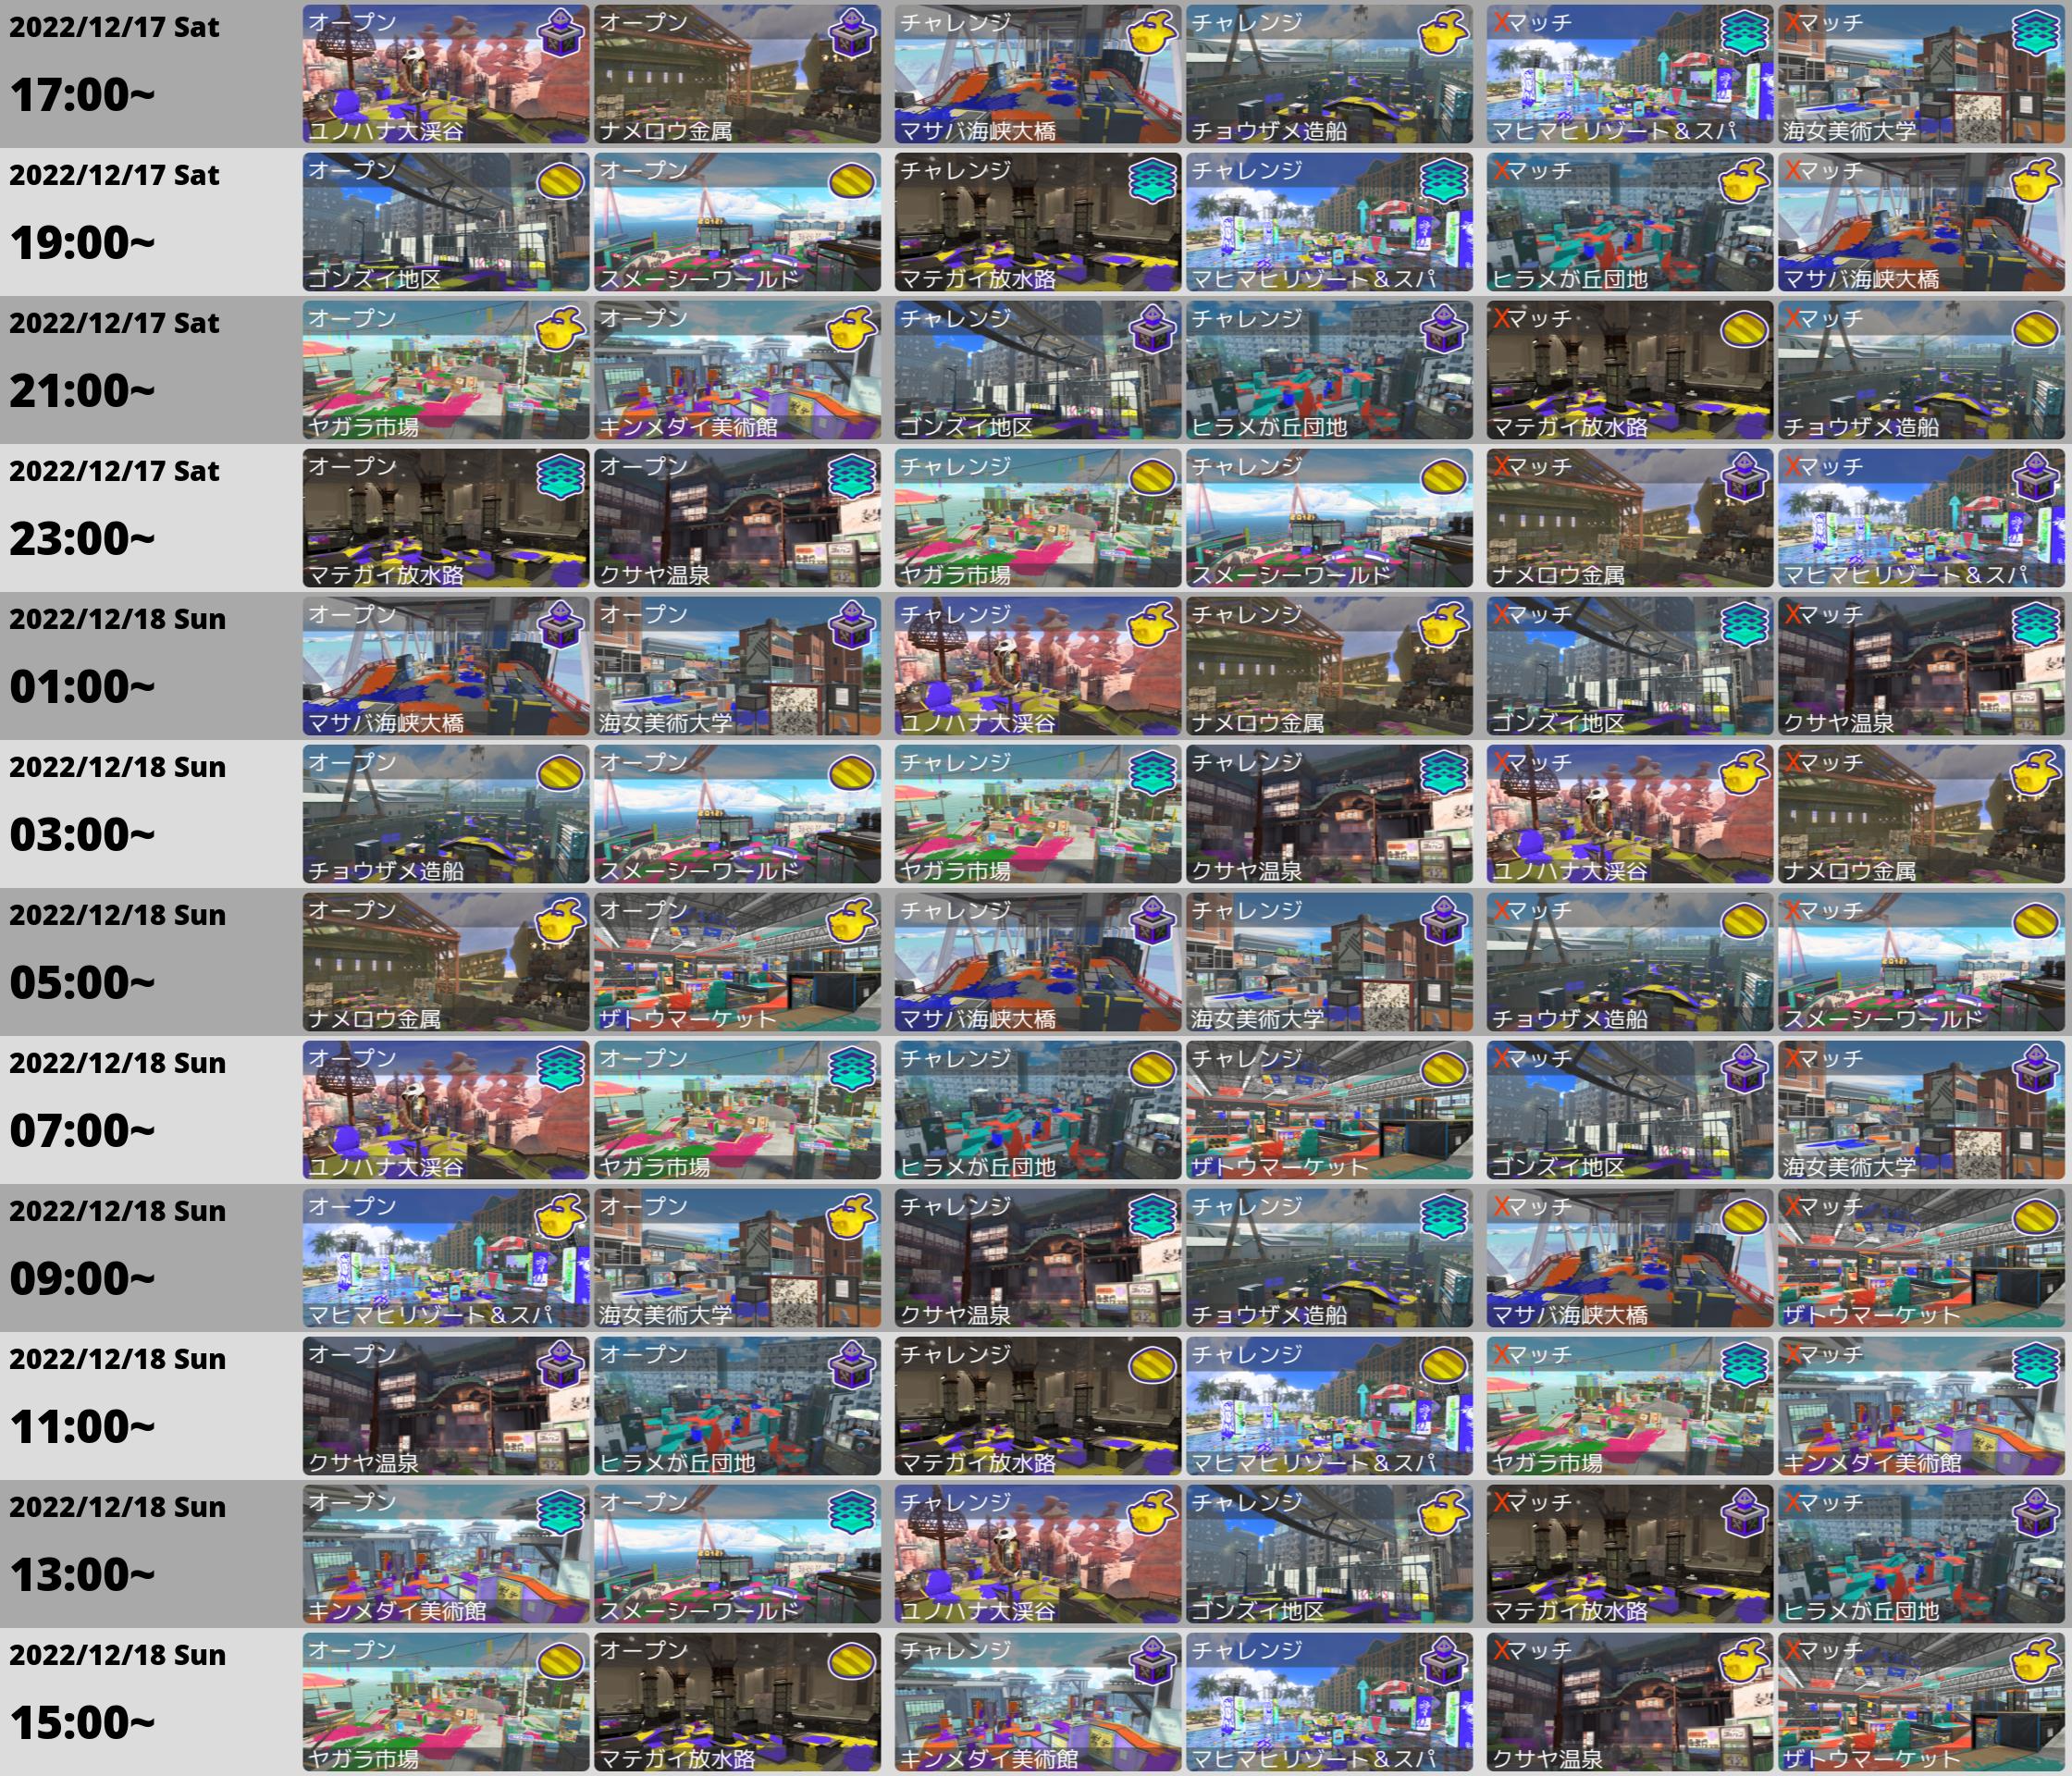 2022/12/17 Sat
17:00~
オープン オープン チャレンジ チャレンジ Xマッチ Xマッチ
ユノハナ大渓谷 ナメロウ金属 マサバ海峡大橋 チョウザメ造船 マヒマヒリゾート＆スパ 海女美術大学
2022/12/17 Sat
19:00~
オープン オープン チャレンジ チャレンジ Xマッチ Xマッチ
ゴンズイ地区 スメーシーワールド マテガイ放水路 マヒマヒリゾート＆スパ ヒラメが丘団地 マサバ海峡大橋
2022/12/17 Sat
21:00~
オープン オープン チャレンジ チャレンジ Xマッチ Xマッチ
ヤガラ市場 キンメダイ美術館 ゴンズイ地区 ヒラメが丘団地 マテガイ放水路 チョウザメ造船
2022/12/17 Sat
23:00~
オープン オープン チャレンジ チャレンジ Xマッチ Xマッチ
マテガイ放水路 クサヤ温泉 ヤガラ市場 スメーシーワールド ナメロウ金属 マヒマヒリゾート＆スパ
2022/12/18 Sun
01:00~
オープン オープン チャレンジ チャレンジ Xマッチ Xマッチ
マサバ海峡大橋 海女美術大学 ユノハナ大渓谷 ナメロウ金属 ゴンズイ地区 クサヤ温泉
2022/12/18 Sun
03:00~
オープン オープン チャレンジ チャレンジ Xマッチ Xマッチ
チョウザメ造船 スメーシーワールド ヤガラ市場 クサヤ温泉 ユノハナ大渓谷 ナメロウ金属
2022/12/18 Sun
05:00~
オープン オープン チャレンジ チャレンジ Xマッチ Xマッチ
ナメロウ金属 ザトウマーケット マサバ海峡大橋 海女美術大学 チョウザメ造船 スメーシーワールド
2022/12/18 Sun
07:00~
オープン オープン チャレンジ チャレンジ Xマッチ Xマッチ
ユノハナ大渓谷 ヤガラ市場 ヒラメが丘団地 ザトウマーケット ゴンズイ地区 海女美術大学
2022/12/18 Sun
09:00~
オープン オープン チャレンジ チャレンジ Xマッチ Xマッチ
マヒマヒリゾート＆スパ 海女美術大学 クサヤ温泉 チョウザメ造船 マサバ海峡大橋 ザトウマーケット
2022/12/18 Sun
11:00~
オープン オープン チャレンジ チャレンジ Xマッチ Xマッチ
クサヤ温泉 ヒラメが丘団地 マテガイ放水路 マヒマヒリゾート＆スパ ヤガラ市場 キンメダイ美術館
2022/12/18 Sun
13:00~
オープン オープン チャレンジ チャレンジ Xマッチ Xマッチ
キンメダイ美術館 スメーシーワールド ユノハナ大渓谷 ゴンズイ地区 マテガイ放水路 ヒラメが丘団地
2022/12/18 Sun
15:00~
オープン オープン チャレンジ チャレンジ Xマッチ Xマッチ
ヤガラ市場 マテガイ放水路 キンメダイ美術館 マヒマヒリゾート＆スパ クサヤ温泉 ザトウマーケット